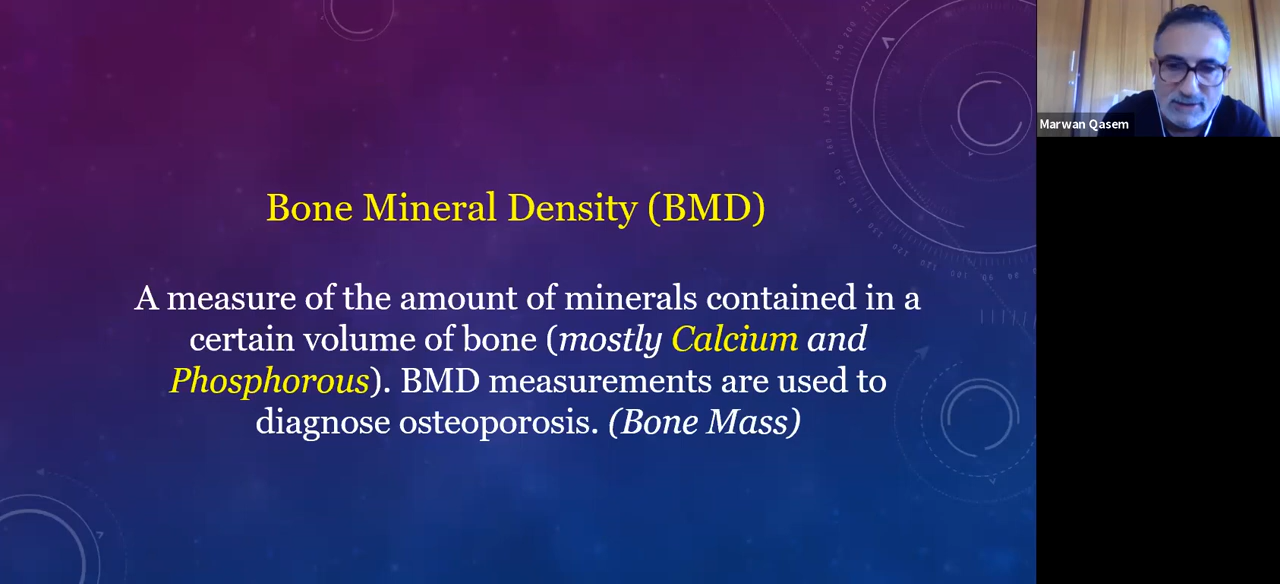 Bone Mineral Density (BMD)
A measure of the amount of minerals contained in a
certain volume of bone (mostly Calcium and
Phosphorous). BMD measurements are used to
diagnose osteoporosis. (Bone Mass)
Marwan Qasem